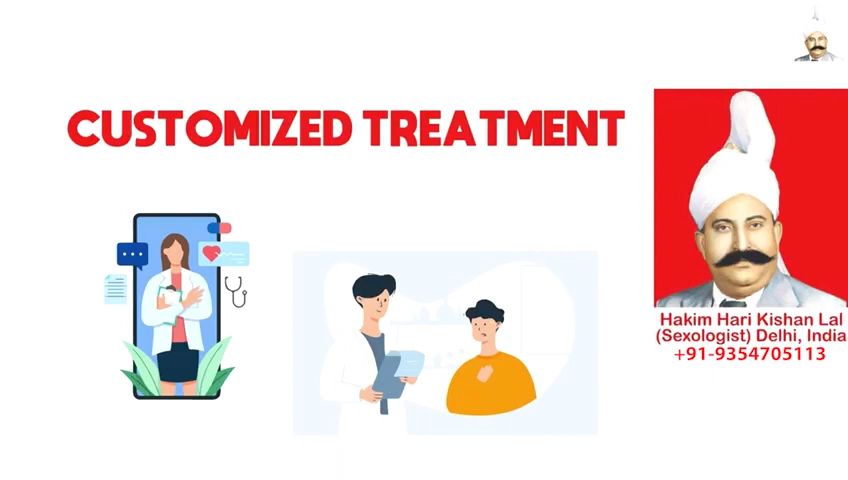 CUSTOMIZED TREATMENT
Hakim Hari Kishan Lal
(Sexologist) Delhi, India
+91-9354705113